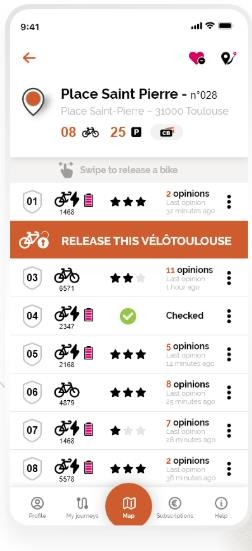 9:41
Place Saint Pierre - n°028
Place Saint-Pierre – 31000 Toulouse
08 25 P CB
Swipe to release a bike
01 1468 2 opinions
Last opinion
32 minutes ago
RELEASE THIS VÉLÔTOULOUSE
03 6571 11 opinions
Last opinion
1 hour ago
04 2347 Checked
05 2168 5 opinions
Last opinion
14 minutes ago
06 4879 8 opinions
Last opinion
25 minutes ago
07 1468 7 opinions
Last opinion
28 minutes ago
08 5578 2 opinions
Last opinion
36 minutes ago
Profile My journeys Map Subscriptions Help